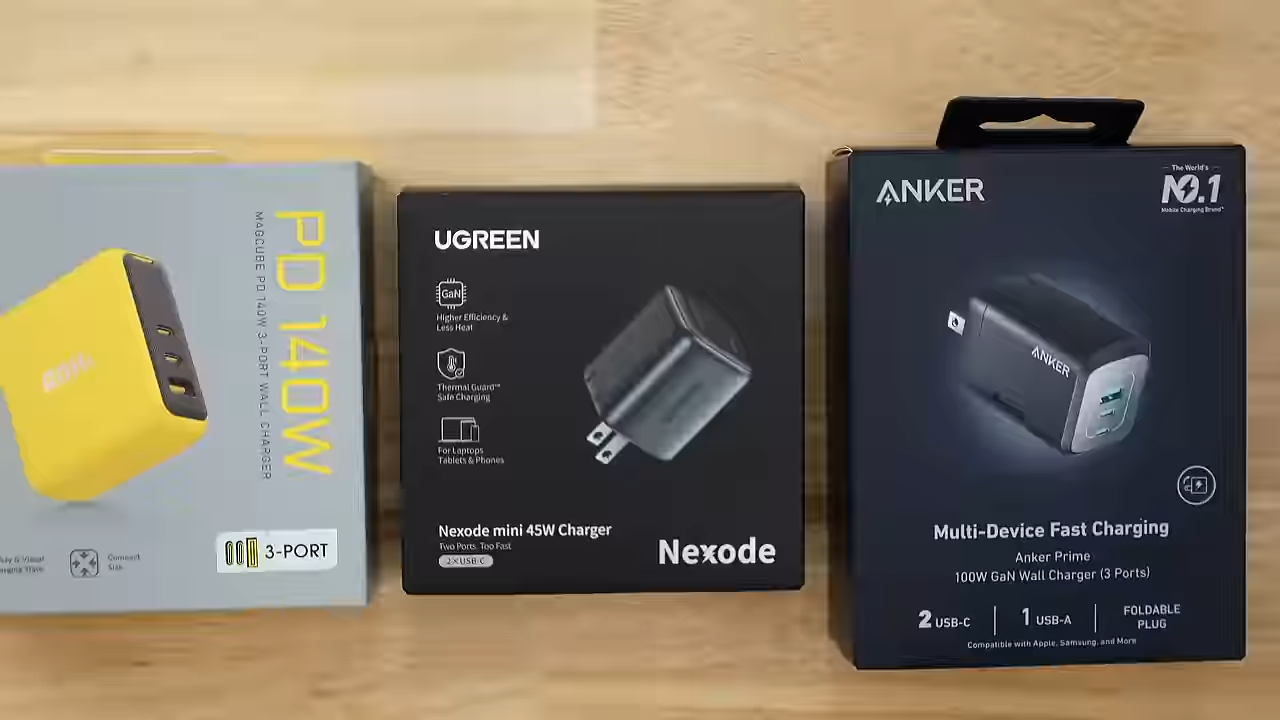 PD 140W
MAGCUBE PD 140W 3-PORT WALL CHARGER
3-PORT
Compact
Size
UGREEN
GaN
Higher Efficiency &
Less Heat
Thermal Guard™
Safe Charging
For Laptops
Tablets & Phones
Nexode mini 45W Charger
Two Ports, Too Fast
2×USB-C
Nexode
ANKER
The World's
NO.1
Mobile Charging Brand*
ANKER
Multi-Device Fast Charging
Anker Prime
100W GaN Wall Charger (3 Ports)
2 USB-C
1 USB-A
FOLDABLE
PLUG
Compatible with Apple, Samsung, and More